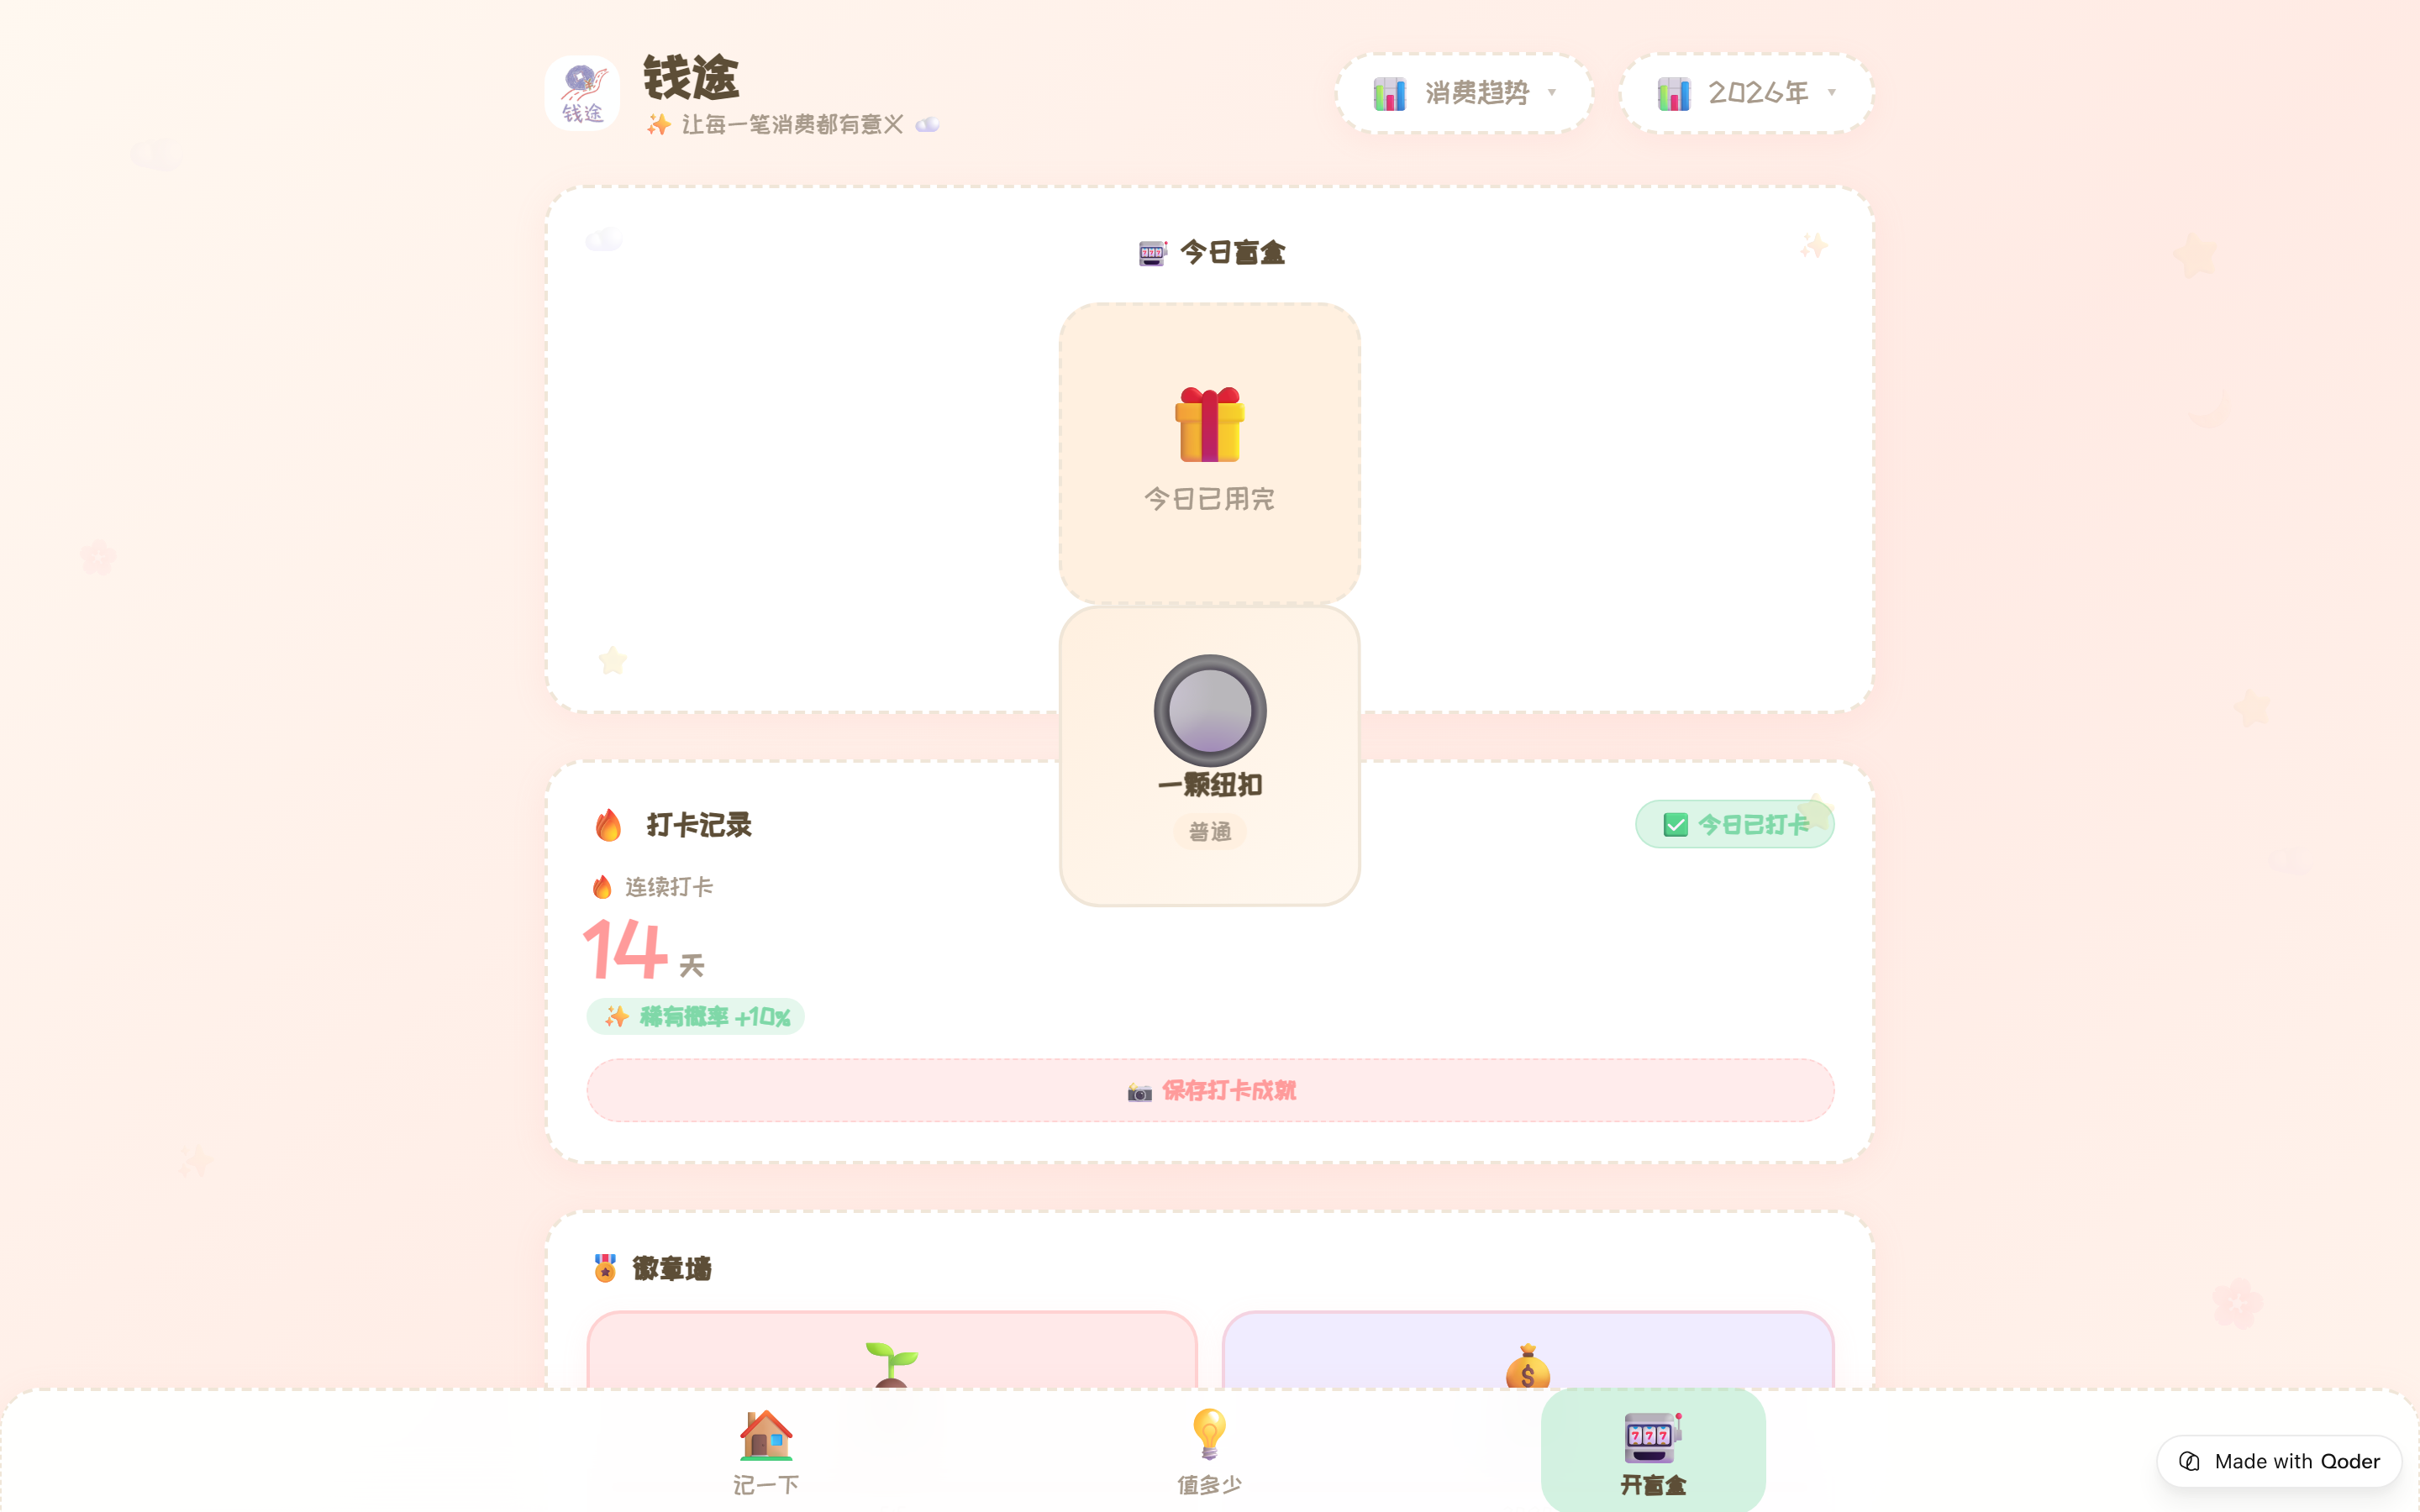 钱途
钱途
✨ 让每一笔消费都有意义 ☁️
消费趋势 ▼
2026年 ▼
今日盲盒
今日已用完
一颗纽扣
普通
打卡记录
今日已打卡
连续打卡
14 天
稀有概率 +10%
保存打卡成就
徽章墙
记一下
值多少
777
开盲盒
Made with Qoder